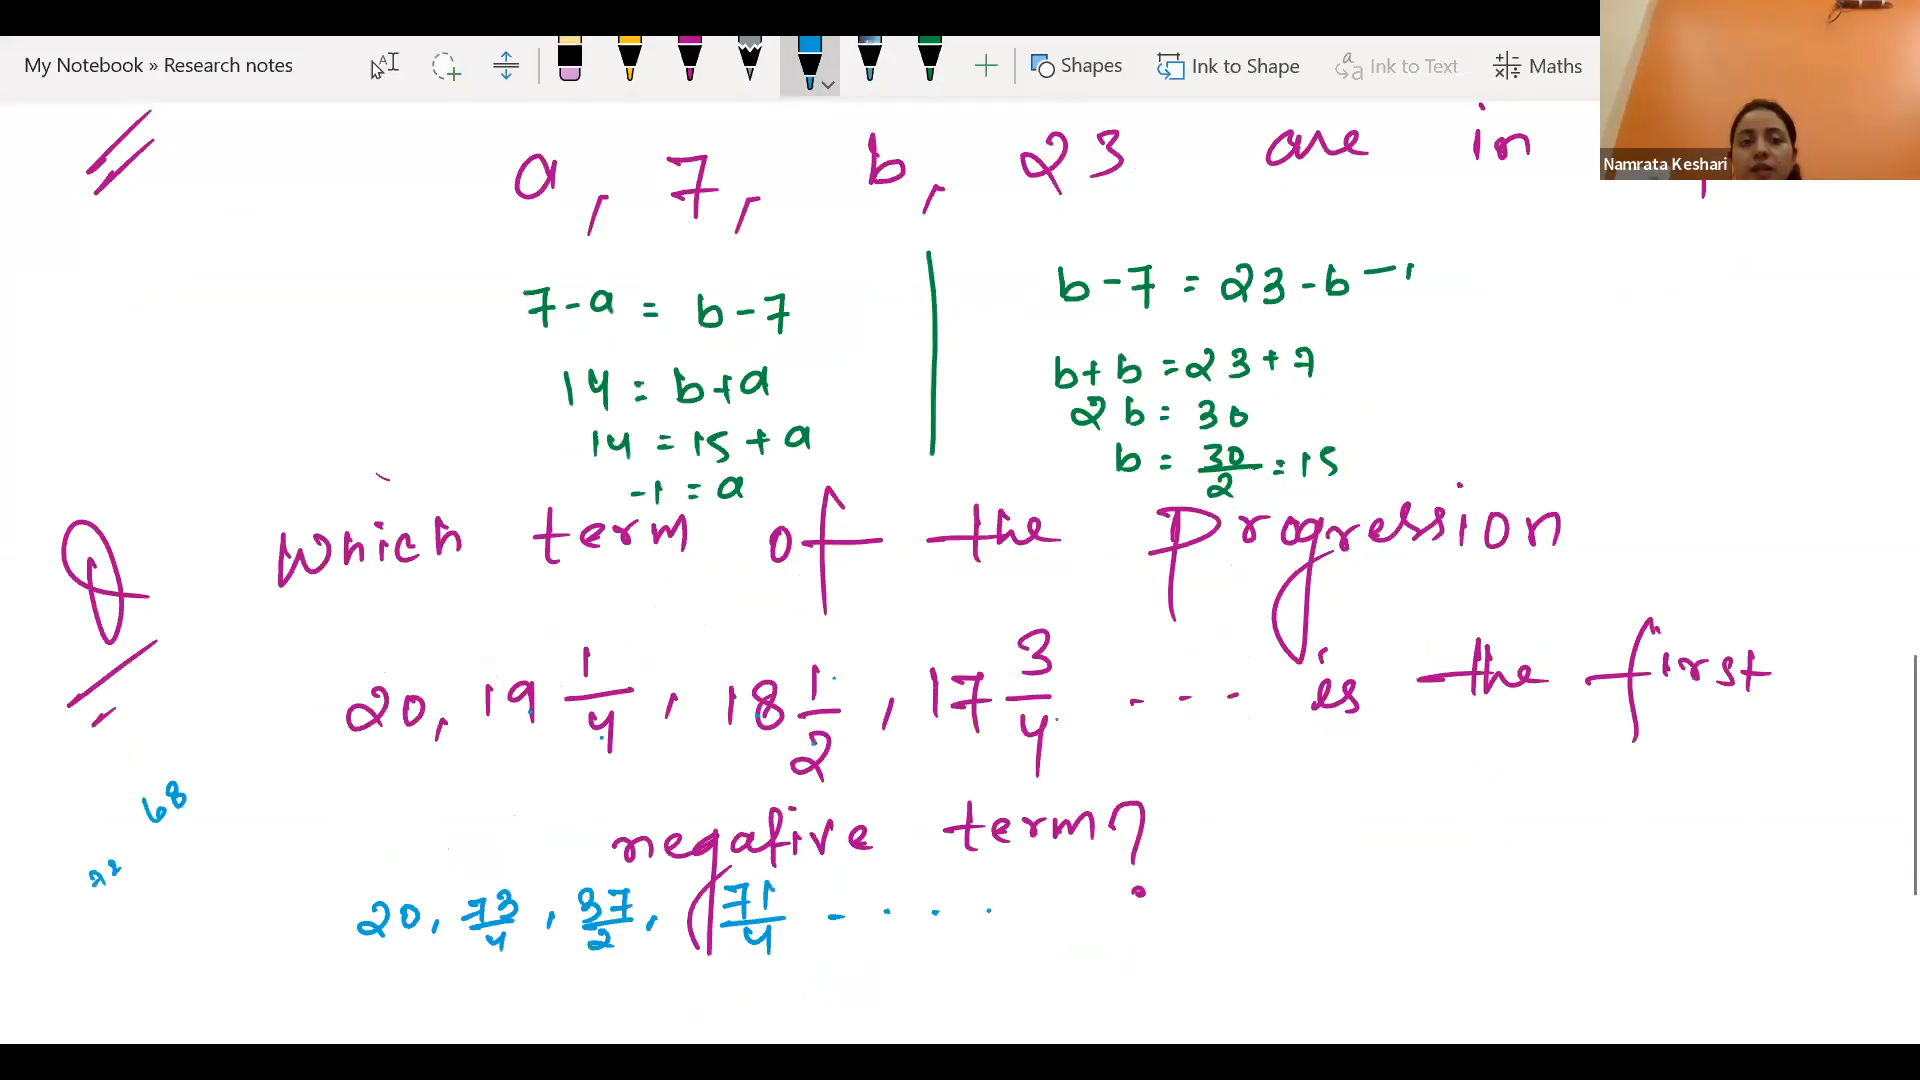 My Notebook » Research notes
Shapes Ink to Shape Ink to Text Maths
Namrata Keshari
a, 7, b, 23 are in
7-a = b-7
14 = b+a
14 = 15 + a
-1 = a
b-7 = 23-b
b+b = 23+7
2b = 30
b = 30/2 = 15
Q Which term of the progression
20, 19 1/4, 18 1/2, 17 3/4 ... is the first
negative term?
68
72
20, 73/4, 37/2, 71/4 - . . .